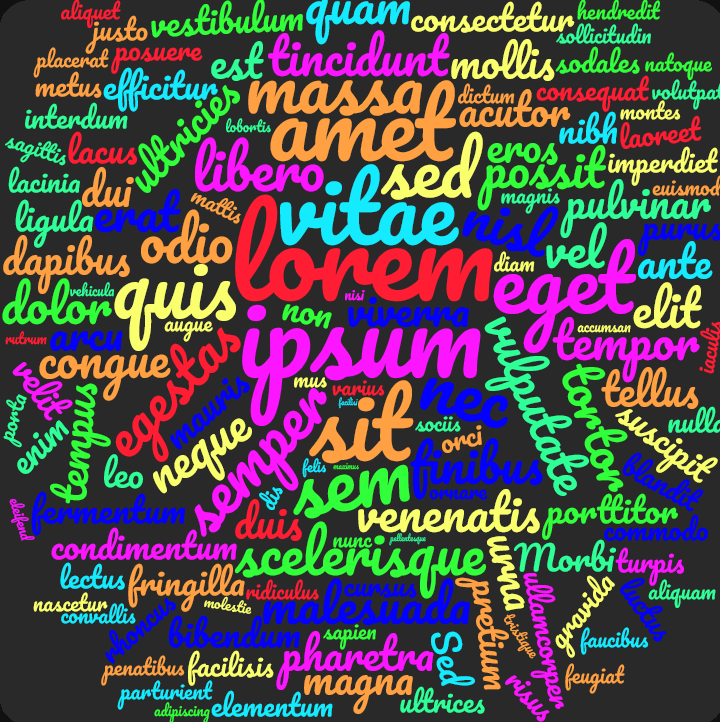 aliquet
justo
vestibulum
quam
consectetur
hendrerit
sollicitudin
placerat
posuere
est
tincidunt
mollis
sodales
natoque
metus
efficitur
massa
dictum
consequat
volutpat
interdum
ultricies
lobortis
amet
auctor
nibh
montes
laoreet
sagittis
lacus
libero
sed
eros
possit
imperdiet
lacinia
dui
mattis
vitae
magnis
euismod
pulvinar
ligula
erat
odio
lorem
nisl
vel
purus
dapibus
diam
eget
ante
dolor
vehicula
quis
augue
nisi
non
viverra
elit
accumsan
rutrum
arcu
congue
egestas
ipsum
vulputate
tempor
iaculis
velit
porta
enim
tempus
mauris
mus
varius
facilisi
sit
nec
tortor
tellus
suscipit
nulla
leo
neque
semper
sociis
orci
felis
maximus
sem
finibus
ornare
blandit
eleifend
fermentum
dis
duis
venenatis
porttitor
commodo
condimentum
scelerisque
nunc
pellentesque
urna
Morbi
turpis
lectus
fringilla
ridiculus
cursus
malesuada
pretium
ullamcorper
gravida
luctus
aliquam
nascetur
convallis
molestie
rhoncus
bibendum
sapien
Sed
tristique
faucibus
penatibus
facilisis
pharetra
magna
risus
feugiat
parturient
adipiscing
elementum
ultrices